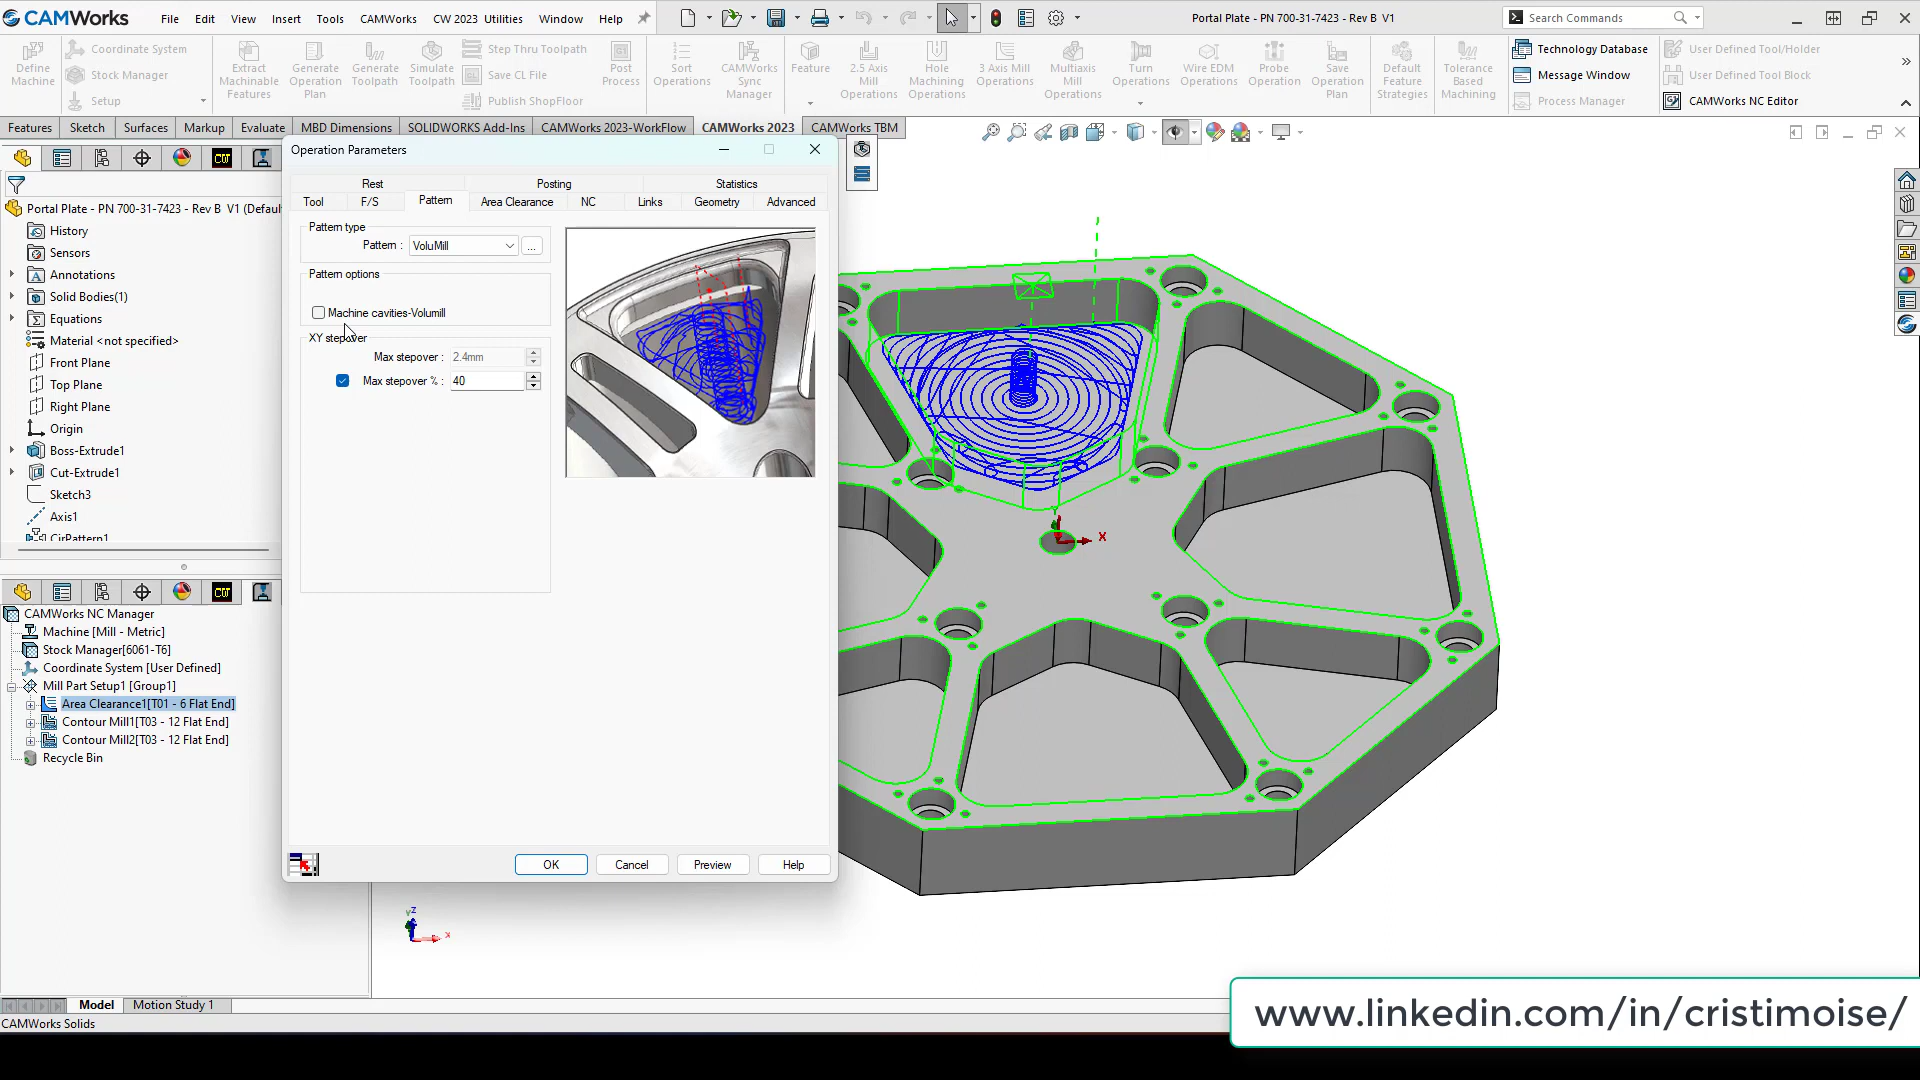 CAMWorks
File Edit View Insert Tools CAMWorks CW 2023 Utilities Window Help
Portal Plate - PN 700-31-7423 - Rev B V1
Search Commands
Define Machine
Coordinate System
Stock Manager
Setup
Extract Machinable Features
Generate Operation Plan
Generate Toolpath
Simulate Toolpath
Step Thru Toolpath
Save CL File
Publish ShopFloor
Post Process
Sort Operations
CAMWorks Sync Manager
Feature
2.5 Axis Mill Operations
Hole Machining Operations
3 Axis Mill Operations
Multiaxis Mill Operations
Turn Operations
Wire EDM Operations
Probe Operation
Save Operation Plan
Default Feature Strategies
Tolerance Based Machining
Technology Database
Message Window
Process Manager
User Defined Tool/Holder
User Defined Tool Block
CAMWorks NC Editor
Features Sketch Surfaces Markup Evaluate MBD Dimensions SOLIDWORKS Add-Ins CAMWorks 2023-WorkFlow CAMWorks 2023 CAMWorks TBM
Portal Plate - PN 700-31-7423 - Rev B V1 (Defau
History
Sensors
Annotations
Solid Bodies(1)
Equations
Material <not specified>
Front Plane
Top Plane
Right Plane
Origin
Boss-Extrude1
Cut-Extrude1
Sketch3
Axis1
CirPattern1
CAMWorks NC Manager
Machine [Mill - Metric]
Stock Manager[6061-T6]
Coordinate System [User Defined]
Mill Part Setup1 [Group1]
Area Clearance1[T01 - 6 Flat End]
Contour Mill1[T03 - 12 Flat End]
Contour Mill2[T03 - 12 Flat End]
Recycle Bin
Operation Parameters
Rest Posting Statistics
Tool F/S Pattern Area Clearance NC Links Geometry Advanced
Pattern type
Pattern : VoluMill ...
Pattern options
Machine cavities-Volumill
XY stepover
Max stepover : 2.4mm
Max stepover % : 40
OK Cancel Preview Help
X
Z
Y
X
Model Motion Study 1
CAMWorks Solids
www.linkedin.com/in/cristimoise/